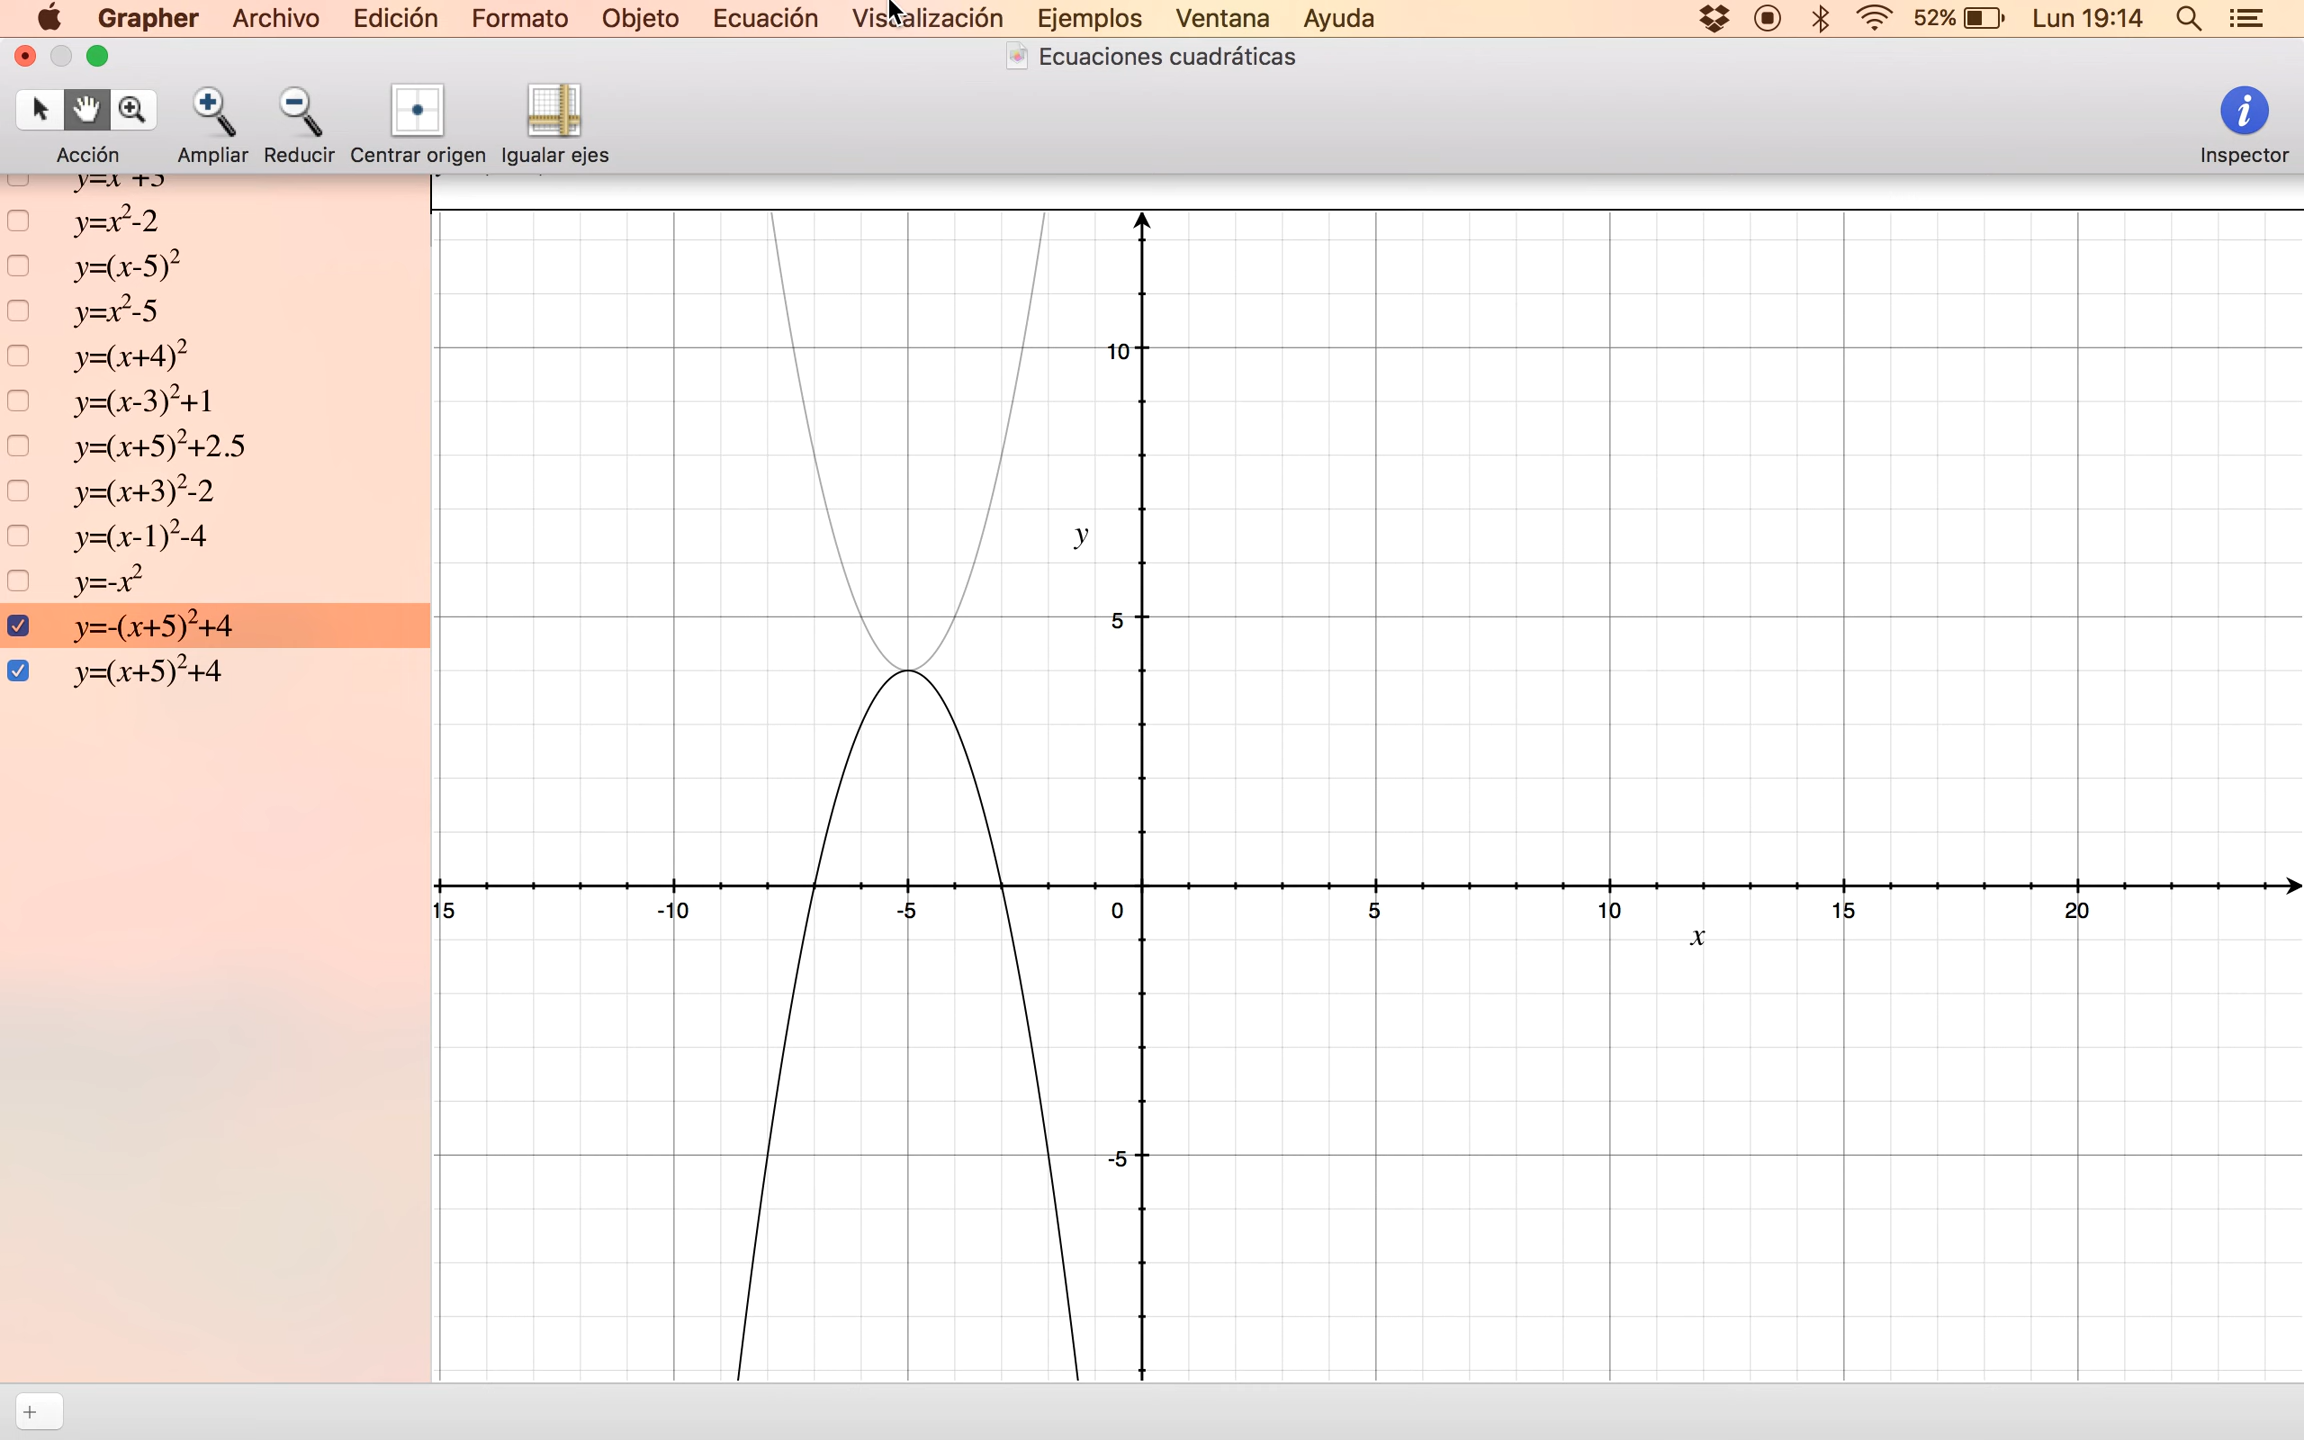 Grapher Archivo Edición Formato Objeto Ecuación Visualización Ejemplos Ventana Ayuda 52% Lun 19:14
Ecuaciones cuadráticas
Acción Ampliar Reducir Centrar origen Igualar ejes Inspector
y=x²-2
y=(x-5)²
y=x²-5
y=(x+4)²
y=(x-3)²+1
y=(x+5)²+2.5
y=(x+3)²-2
y=(x-1)²-4
y=-x²
y=-(x+5)²+4
y=(x+5)²+4
10
y
5
15 -10 -5 0 5 10 15 20
x
-5
+